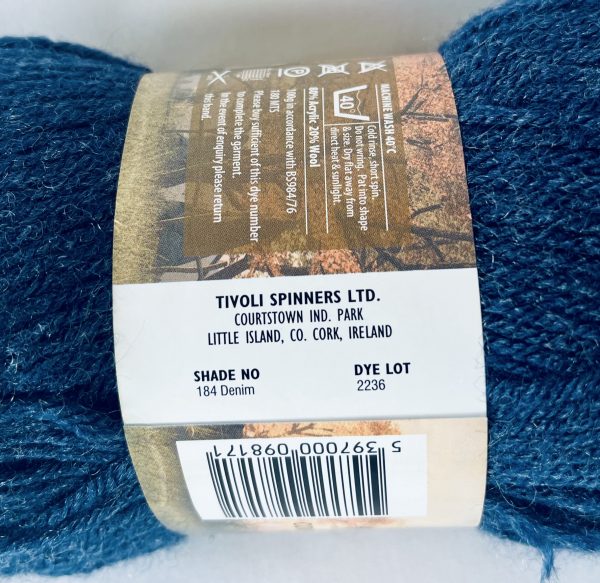 MACHINE WASH 40°C
40°
Cold rinse, short spin.
Do not wring. Pat into shape
& size. Dry flat away from
direct heat & sunlight.
80% Acrylic 20% Wool
100g in accordance with BS984/76
180 MTS
Please buy sufficient of this dye number
to complete the garment.
In the event of enquiry please return
this band.
P
TIVOLI SPINNERS LTD.
COURTSTOWN IND. PARK
LITTLE ISLAND, CO. CORK, IRELAND
SHADE NO
184 Denim
DYE LOT
2236
5 397000 098171